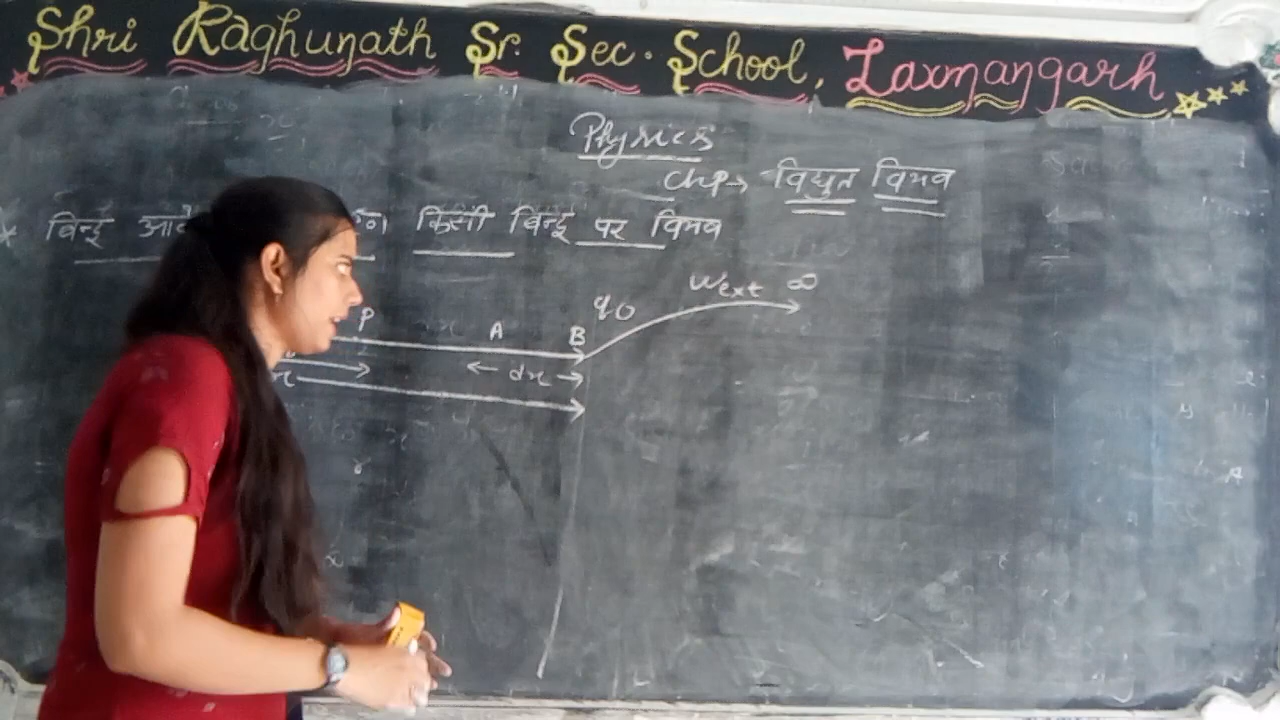 Shri Raghunath Sr. Sec. School, Laxmangarh
Physics
Chp→ विद्युत विभव
* बिन्दु किसी बिन्दु पर विभव
Wext ∞
q0
P A B
dx
x